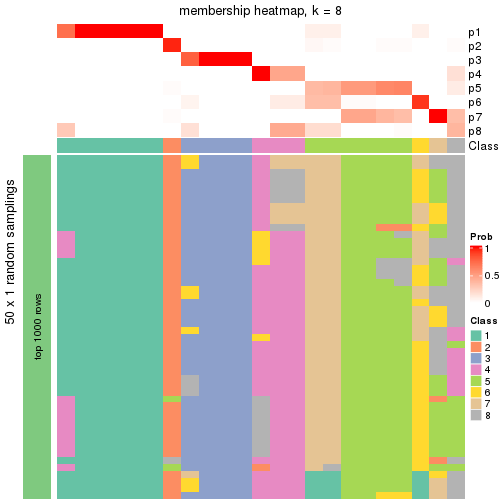 membership heatmap, k = 8
p1
p2
p3
p4
p5
p6
p7
p8
Class
50 x 1 random samplings
top 1000 rows
Prob
1
0.5
0
Class
1
2
3
4
5
6
7
8